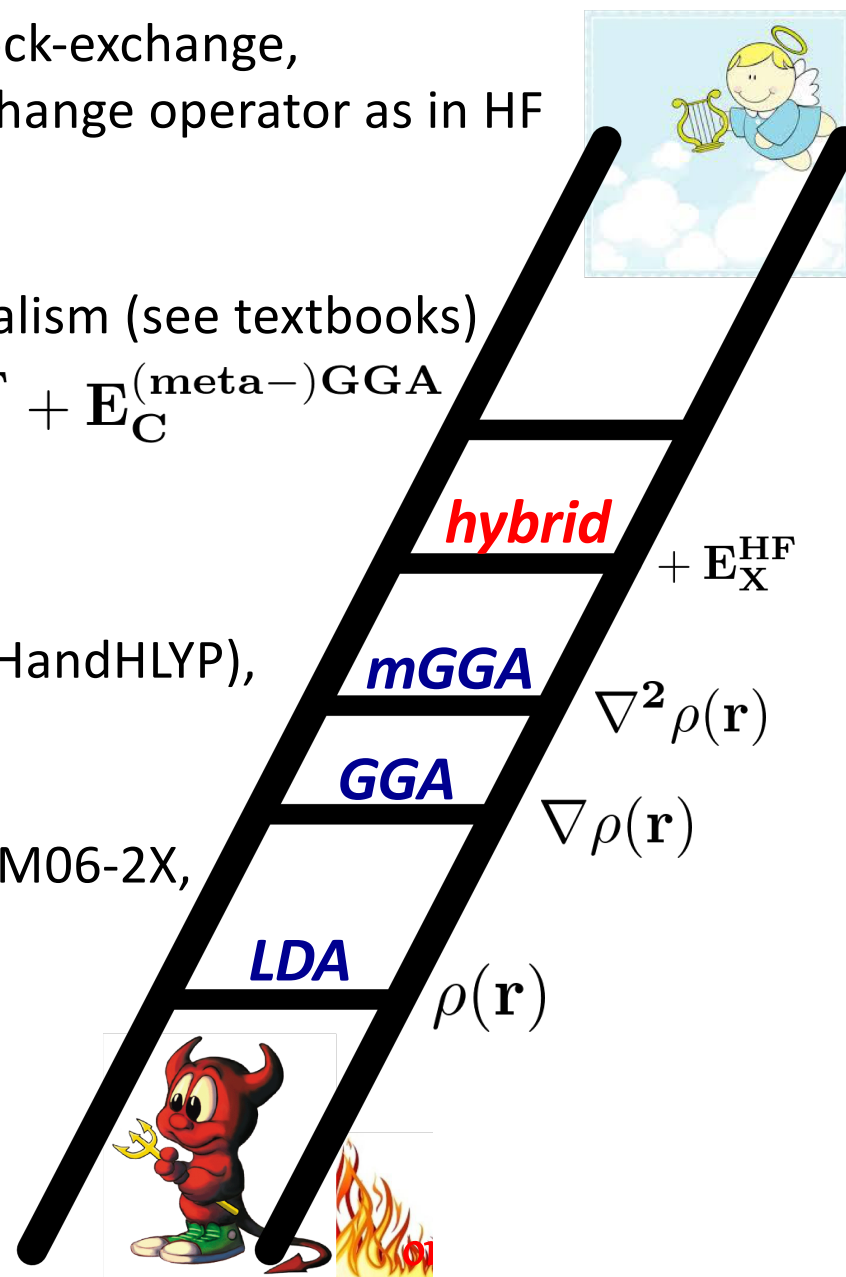 ck-exchange,
hange operator as in HF
alism (see textbooks)
+ E_C^{(meta-)GGA}
hybrid
+ E_X^{HF}
HandHLYP),
mGGA
∇²ρ(r)
GGA
∇ρ(r)
M06-2X,
LDA
ρ(r)